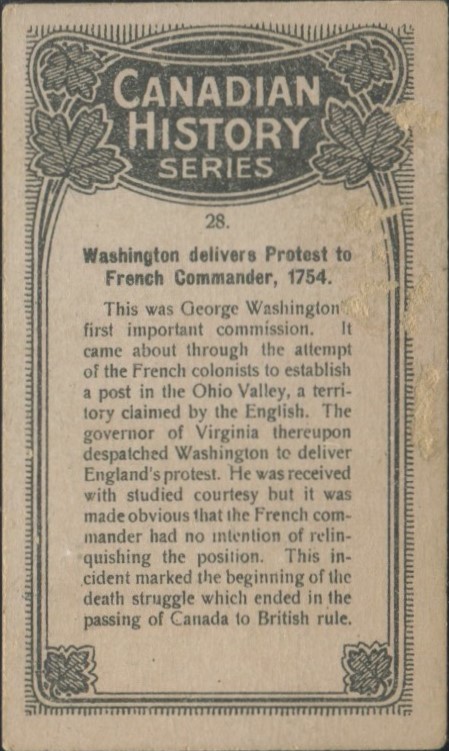 CANADIAN
HISTORY
SERIES
28.
Washington delivers Protest to
French Commander, 1754.
This was George Washington'
first important commission. It
came about through the attempt
of the French colonists to establish
a post in the Ohio Valley, a terri-
tory claimed by the English. The
governor of Virginia thereupon
despatched Washington to deliver
England's protest. He was received
with studied courtesy but it was
made obvious that the French com-
mander had no intention of relin-
quishing the position. This in-
cident marked the beginning of the
death struggle which ended in the
passing of Canada to British rule.